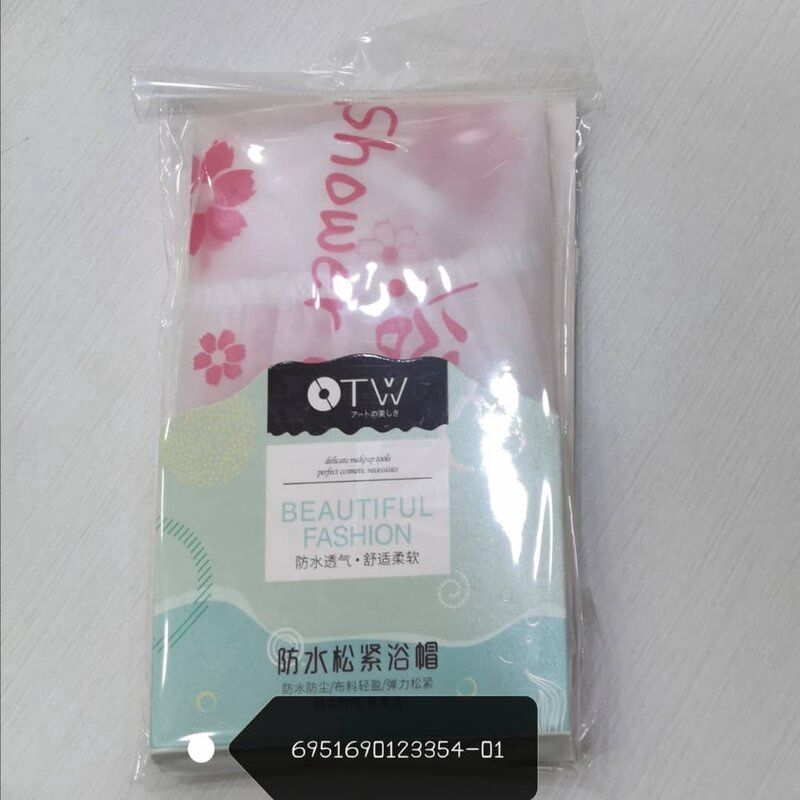 shower
浴
OTW
アートの美しさ
delicate makeup tools
perfect cosmetic necessities
BEAUTIFUL
FASHION
防水透气·舒适柔软
防水松紧浴帽
防水防尘/布料轻盈/弹力松紧
6951690123354-01